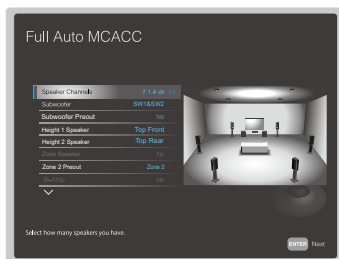 Full Auto MCACC
Speaker Channels 7.1.4 ch
Subwoofer SW1&SW2
Subwoofer Preout No
Height 1 Speaker Top Front
Height 2 Speaker Top Rear
Zone Speaker No
Zone 2 Preout Zone 2
Bi-Amp No
Select how many speakers you have.
ENTER Next